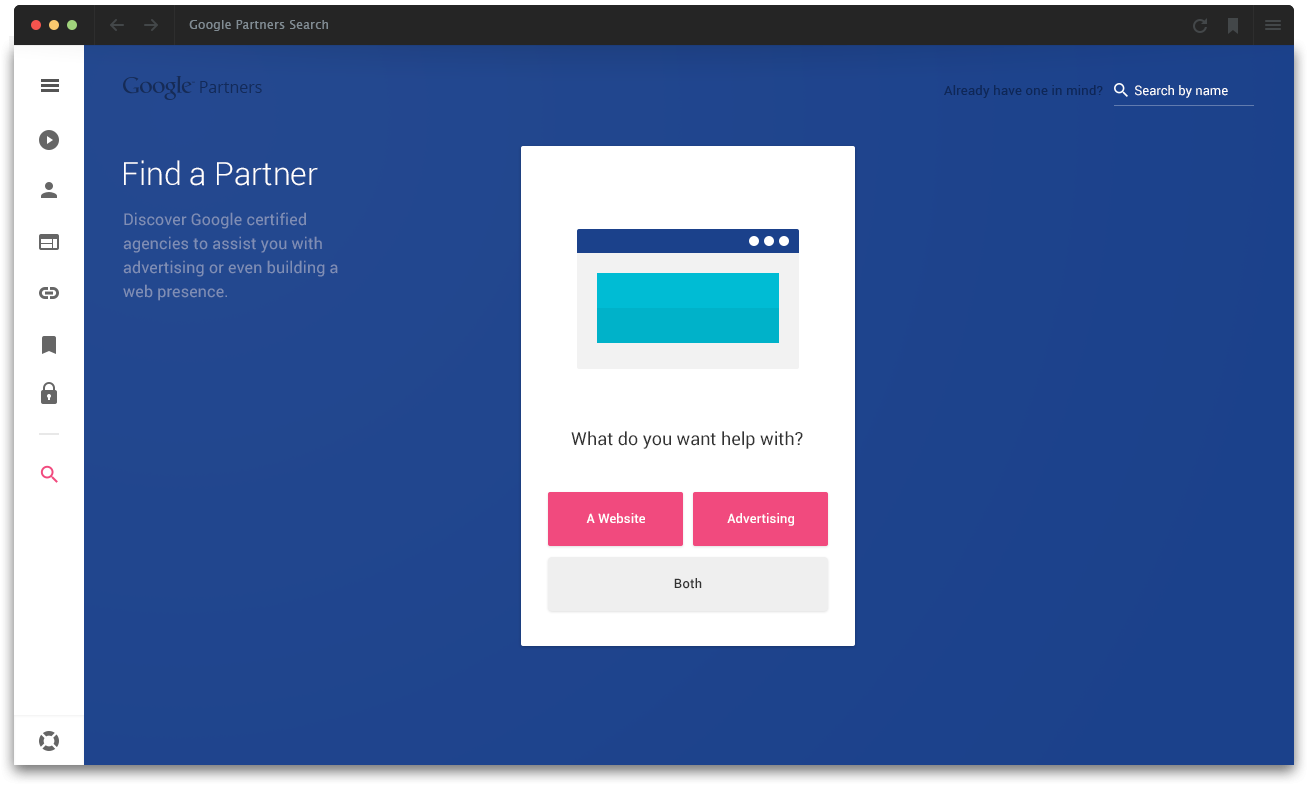 Google Partners Search
Google Partners
Already have one in mind? Search by name
Find a Partner
Discover Google certified
agencies to assist you with
advertising or even building a
web presence.
What do you want help with?
A Website
Advertising
Both